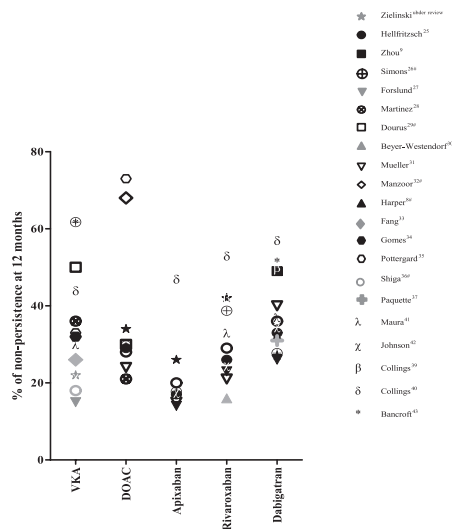 Zielinski under review
Hellfritzsch 25
Zhou 9
Simons 26#
Forslund 27
Martinez 28
Dourus 29#
Beyer-Westendorf 30
Mueller 31
Manzoor 32#
Harper 8#
Fang 33
Gomes 34
Pottergard 35
Shiga 36#
Paquette 37
λ Maura 41
χ Johnson 42
β Collings 39
δ Collings 40
* Bancroft 43
% of non-persistence at 12 months
80
60
40
20
0
VKA
DOAC
Apixaban
Rivaroxaban
Dabigatran